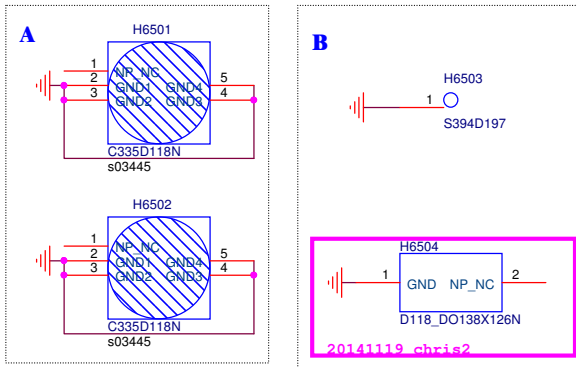 A
H6501
1 NP_NC
2 GND1 GND4 5
3 GND2 GND3 4
C335D118N
s03445
H6502
1 NP_NC
2 GND1 GND4 5
3 GND2 GND3 4
C335D118N
s03445
B
H6503
1
S394D197
H6504
1 GND NP_NC 2
D118_DO138X126N
20141119 chris2